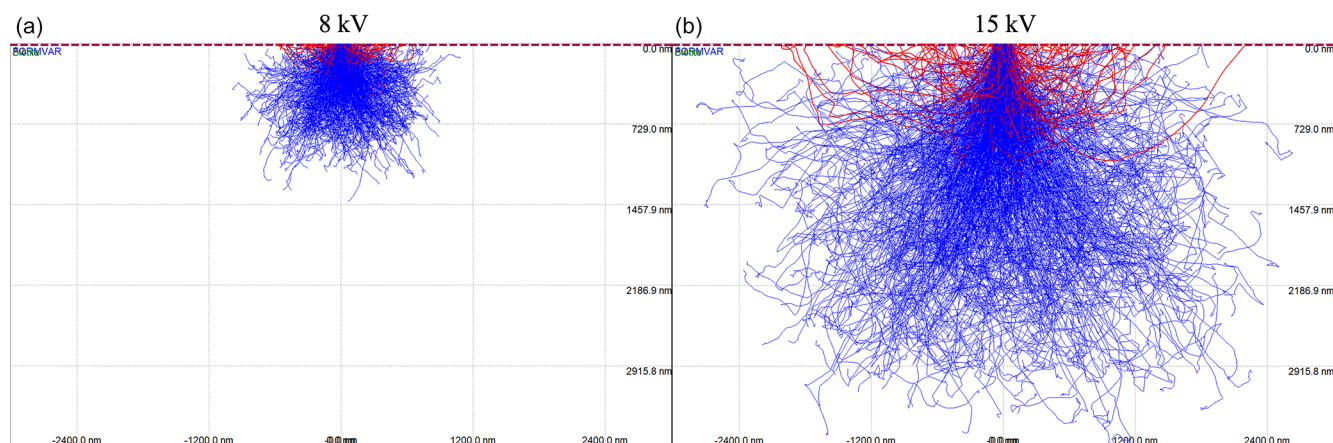 (a)
8 kV
(b)
15 kV
0.0 nm
729.0 nm
1457.9 nm
2186.9 nm
2915.8 nm
-2400.0 nm
-1200.0 nm
1200.0 nm
2400.0 nm
0.0 nm
729.0 nm
1457.9 nm
2186.9 nm
2915.8 nm
-2400.0 nm
-1200.0 nm
1200.0 nm
2400.0 nm